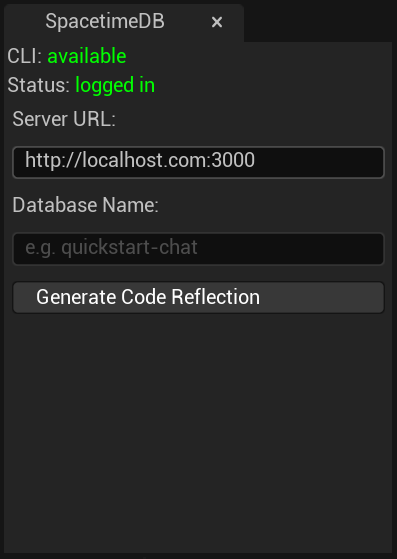 SpacetimeDB ×
CLI: available
Status: logged in
Server URL:
http://localhost.com:3000
Database Name:
e.g. quickstart-chat
Generate Code Reflection